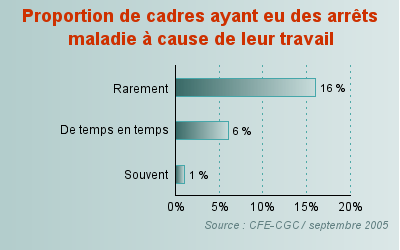 Proportion de cadres ayant eu des arrêts
maladie à cause de leur travail
Rarement 16 %
De temps en temps 6 %
Souvent 1 %
0% 5% 10% 15% 20%
Source : CFE-CGC / septembre 2005